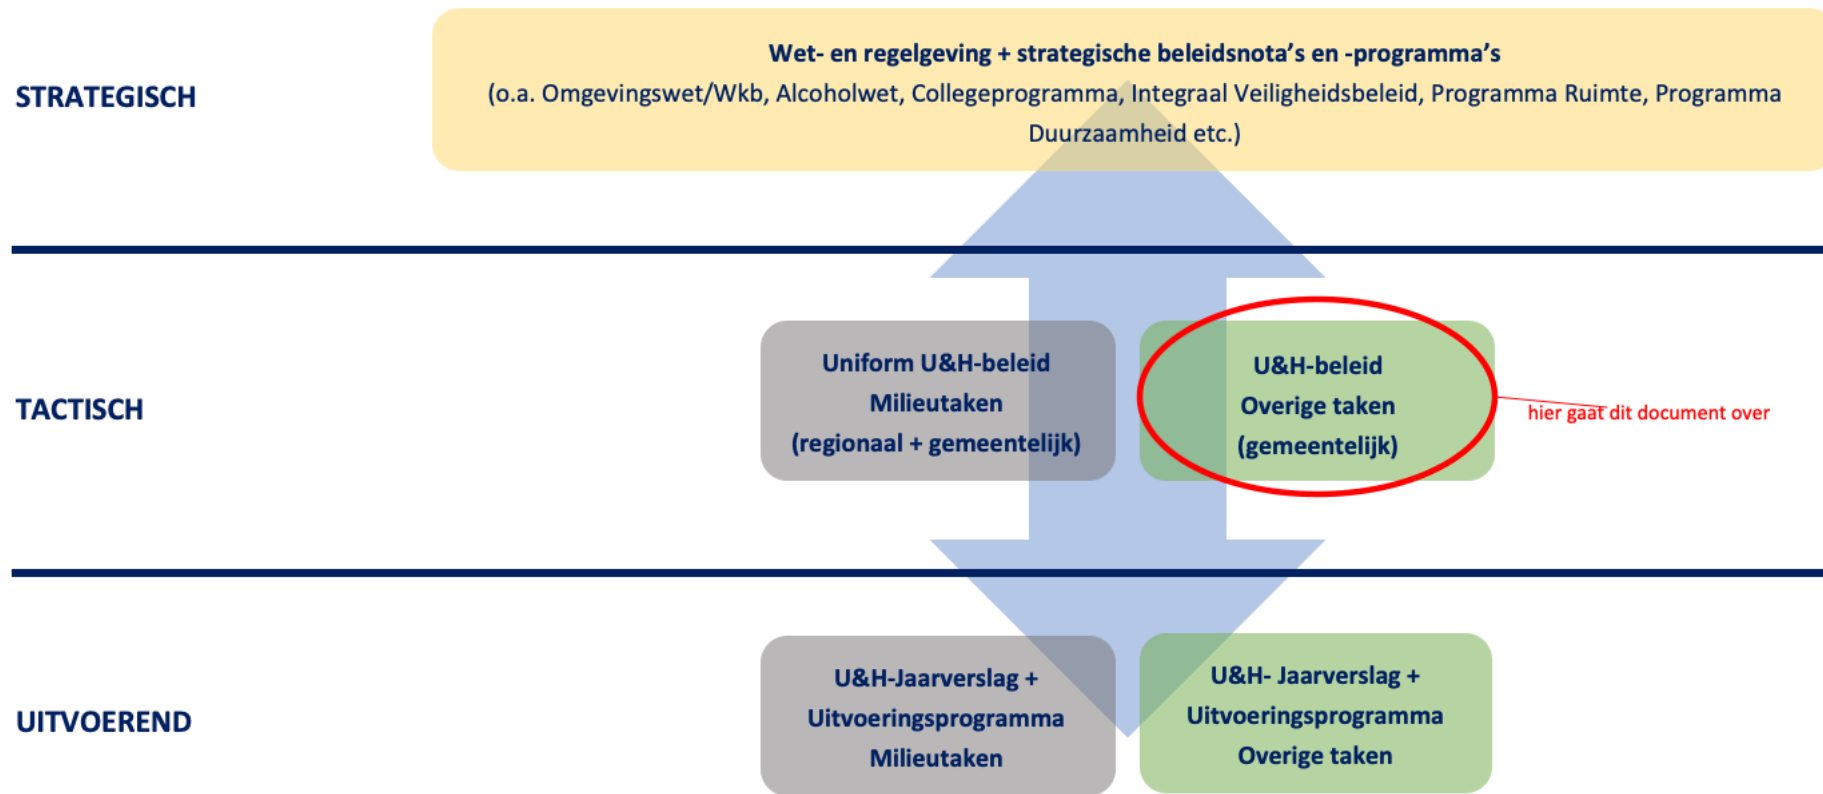 Wet- en regelgeving + strategische beleidsnota’s en -programma’s
STRATEGISCH
(o.a. Omgevingswet/Wkb, Alcoholwet, Collegeprogramma, Integraal Veiligheidsbeleid, Programma Ruimte, Programma
Duurzaamheid etc.)
TACTISCH
Uniform U&H-beleid
Milieutaken
(regionaal + gemeentelijk)
U&H-beleid
Overige taken
(gemeentelijk)
hier gaat dit document over
UITVOEREND
U&H-Jaarverslag +
Uitvoeringsprogramma
Milieutaken
U&H- Jaarverslag +
Uitvoeringsprogramma
Overige taken